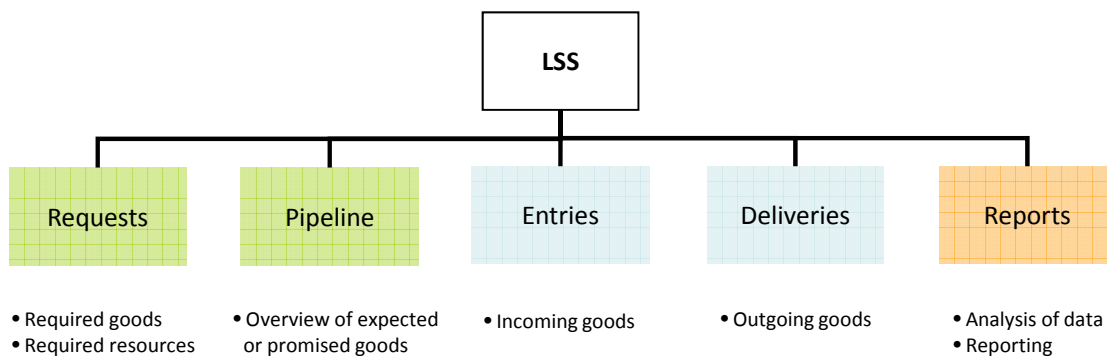 LSS
Requests
Pipeline
Entries
Deliveries
Reports
• Required goods
• Required resources
• Overview of expected
or promised goods
• Incoming goods
• Outgoing goods
• Analysis of data
• Reporting